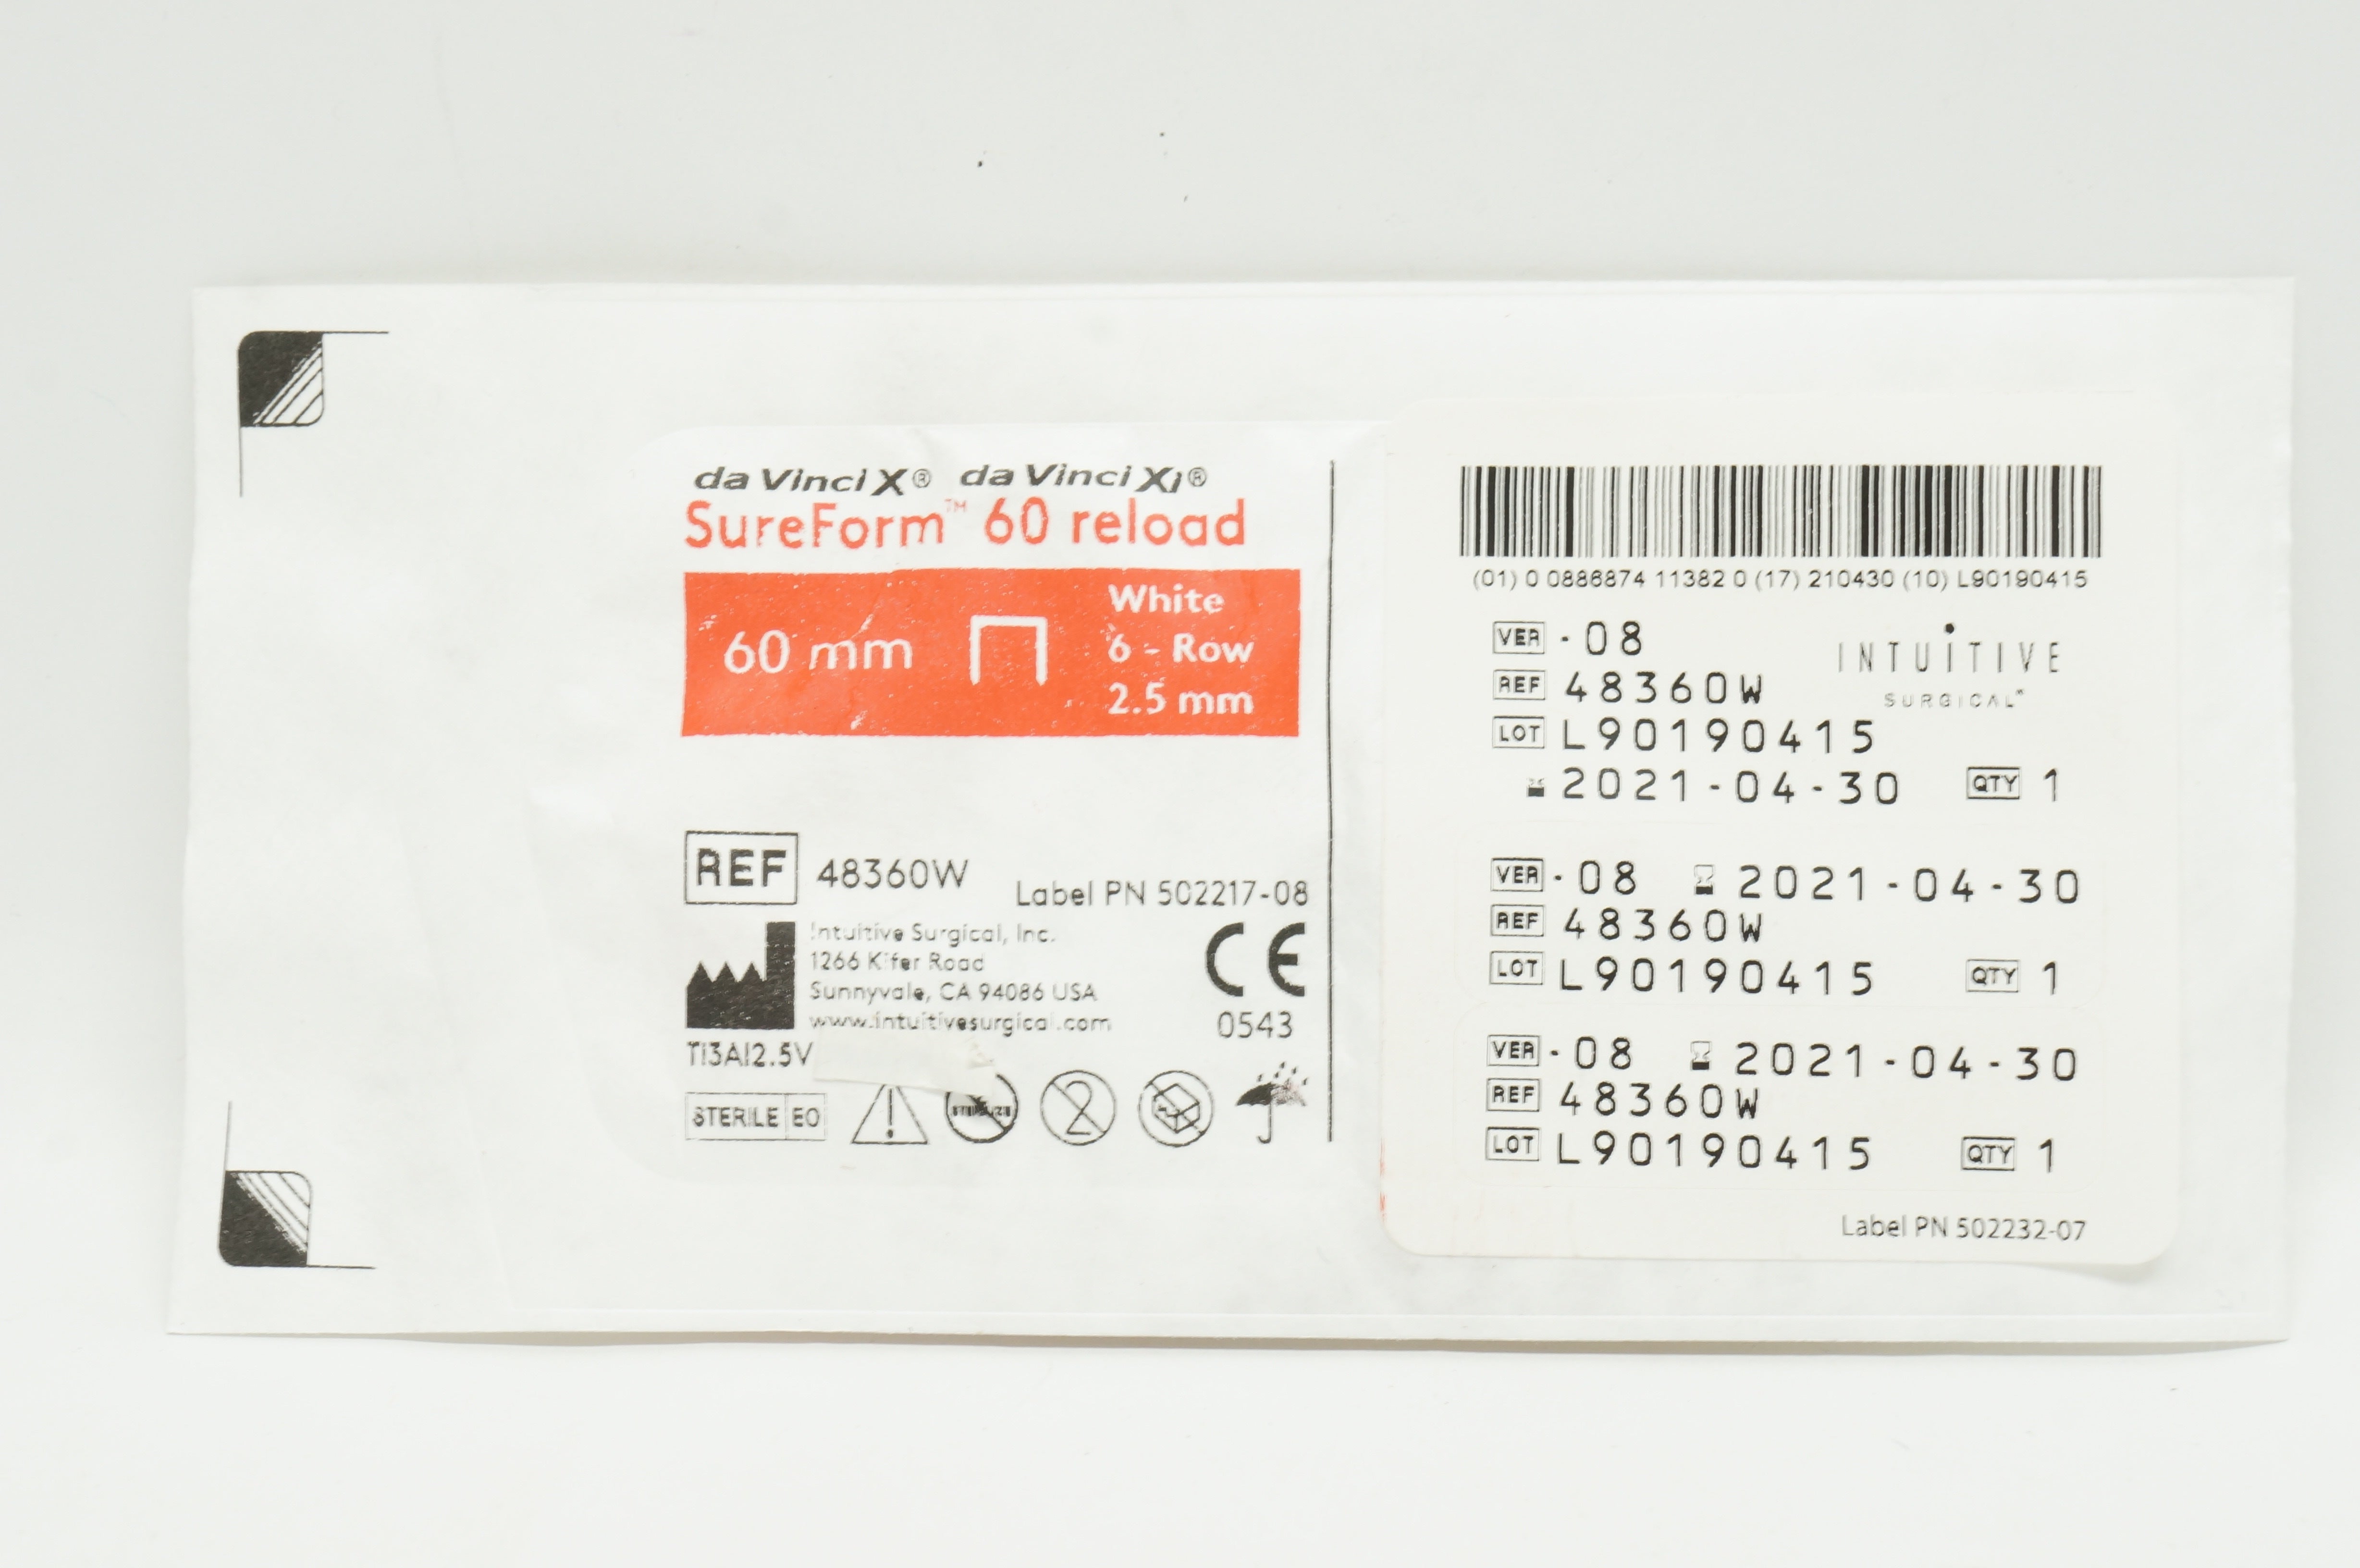 da Vinci X® da Vinci Xi®
SureForm™ 60 reload
60 mm
White
6 - Row
2.5 mm
REF 48360W
Label PN 502217-08
Intuitive Surgical, Inc.
1266 Kifer Road
Sunnyvale, CA 94086 USA
www.intuitivesurgical.com
CE
0543
Ti3Al2.5V
STERILE EO
2
(01) 0 0886874 11382 0 (17) 210430 (10) L90190415
VER -08
INTUITIVE
SURGICAL®
REF 48360W
LOT L90190415
2021-04-30 QTY 1
VER -08 2021-04-30
REF 48360W
LOT L90190415 QTY 1
VER -08 2021-04-30
REF 48360W
LOT L90190415 QTY 1
Label PN 502232-07